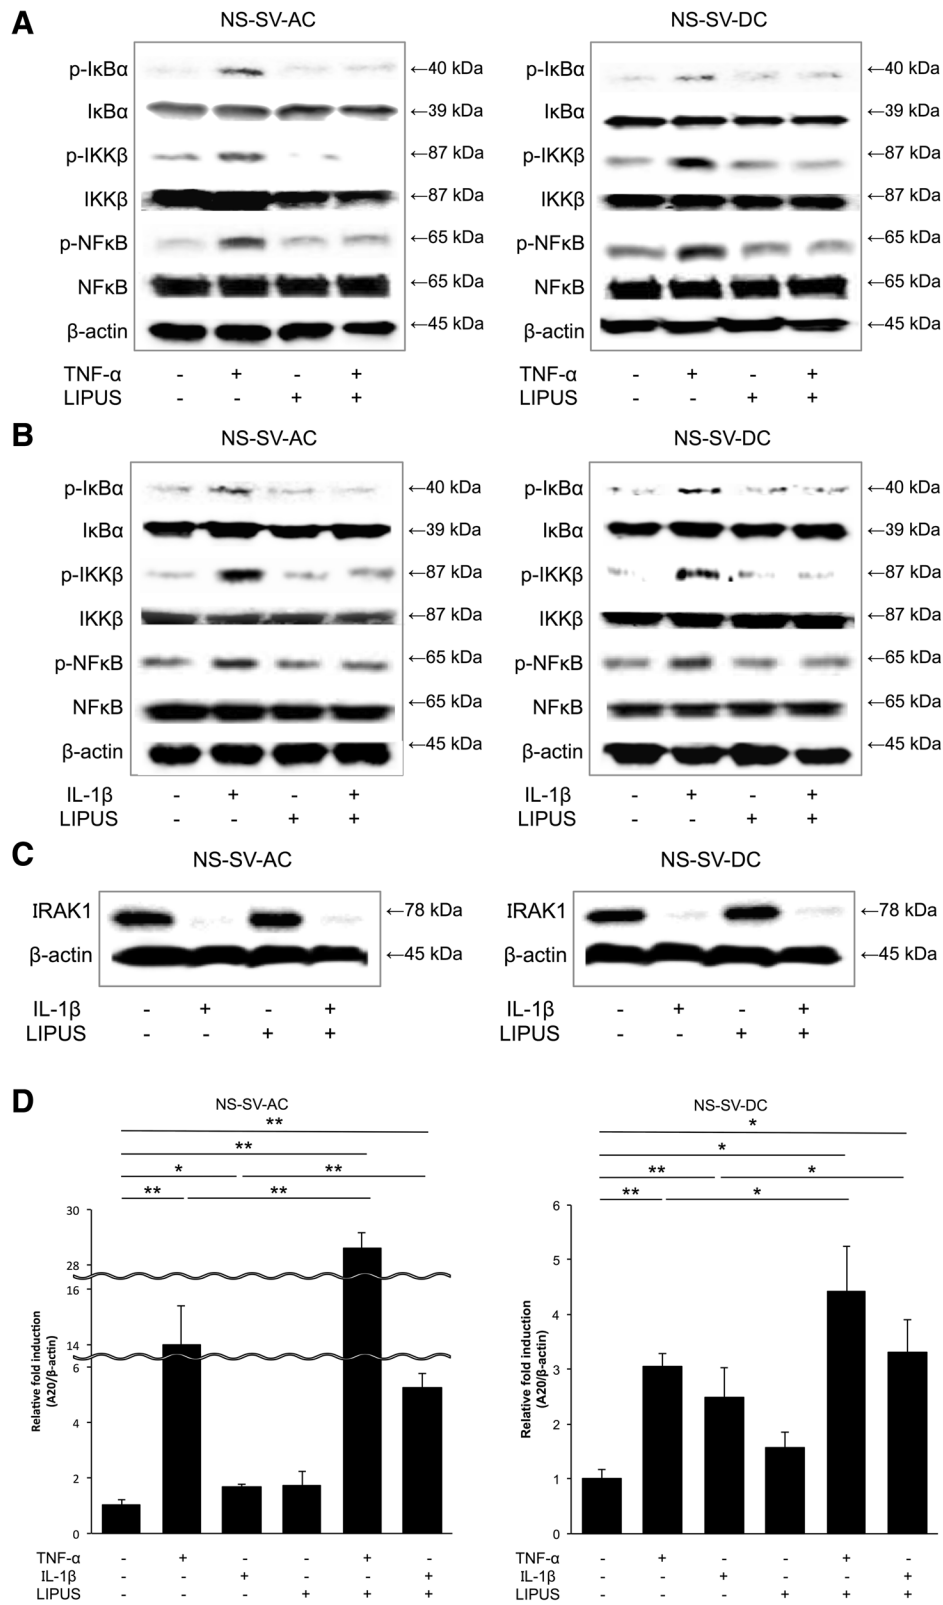 A
NS-SV-AC
NS-SV-DC
p-IκBα ←40 kDa
IκBα ←39 kDa
p-IKKβ ←87 kDa
IKKβ ←87 kDa
p-NFκB ←65 kDa
NFκB ←65 kDa
β-actin ←45 kDa
TNF-α - + - +
LIPUS - - + +
p-IκBα ←40 kDa
IκBα ←39 kDa
p-IKKβ ←87 kDa
IKKβ ←87 kDa
p-NFκB ←65 kDa
NFκB ←65 kDa
β-actin ←45 kDa
TNF-α - + - +
LIPUS - - + +
B
NS-SV-AC
NS-SV-DC
p-IκBα ←40 kDa
IκBα ←39 kDa
p-IKKβ ←87 kDa
IKKβ ←87 kDa
p-NFκB ←65 kDa
NFκB ←65 kDa
β-actin ←45 kDa
IL-1β - + - +
LIPUS - - + +
p-IκBα ←40 kDa
IκBα ←39 kDa
p-IKKβ ←87 kDa
IKKβ ←87 kDa
p-NFκB ←65 kDa
NFκB ←65 kDa
β-actin ←45 kDa
IL-1β - + - +
LIPUS - - + +
C
NS-SV-AC
NS-SV-DC
IRAK1 ←78 kDa
β-actin ←45 kDa
IL-1β - + - +
LIPUS - - + +
IRAK1 ←78 kDa
β-actin ←45 kDa
IL-1β - + - +
LIPUS - - + +
D
NS-SV-AC
**
**
* **
** **
30
28
16
14
6
4
2
0
Relative fold induction
(A20/β-actin)
TNF-α - + - - + -
IL-1β - - + - - +
LIPUS - - - + + +
NS-SV-DC
*
*
** *
** *
6
5
4
3
2
1
0
Relative fold induction
(A20/β-actin)
TNF-α - + - - + -
IL-1β - - + - - +
LIPUS - - - + + +